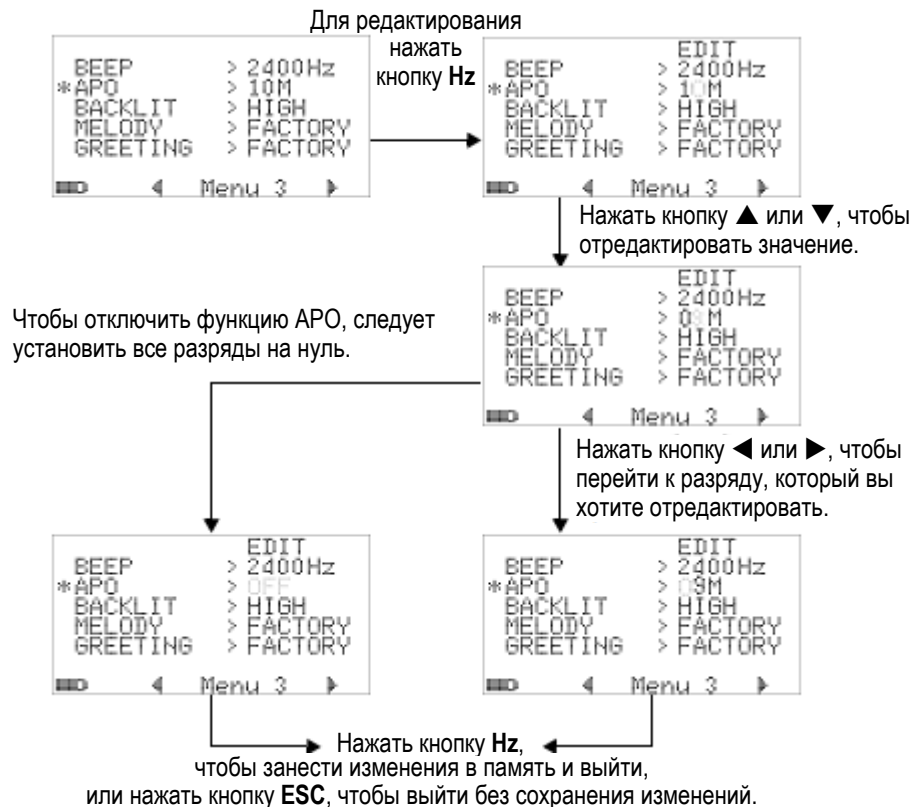 Для редактирования
нажать
кнопку Hz
BEEP > 2400Hz
*APO > 10M
BACKLIT > HIGH
MELODY > FACTORY
GREETING > FACTORY
Menu 3
EDIT
BEEP > 2400Hz
*APO > 10M
BACKLIT > HIGH
MELODY > FACTORY
GREETING > FACTORY
Menu 3
Нажать кнопку ▲ или ▼, чтобы
отредактировать значение.
EDIT
BEEP > 2400Hz
*APO > 09M
BACKLIT > HIGH
MELODY > FACTORY
GREETING > FACTORY
Menu 3
Чтобы отключить функцию APO, следует
установить все разряды на нуль.
Нажать кнопку ◀ или ▶, чтобы
перейти к разряду, который вы
хотите отредактировать.
EDIT
BEEP > 2400Hz
*APO > OFF
BACKLIT > HIGH
MELODY > FACTORY
GREETING > FACTORY
Menu 3
EDIT
BEEP > 2400Hz
*APO > 09M
BACKLIT > HIGH
MELODY > FACTORY
GREETING > FACTORY
Menu 3
Нажать кнопку Hz,
чтобы занести изменения в память и выйти,
или нажать кнопку ESC, чтобы выйти без сохранения изменений.